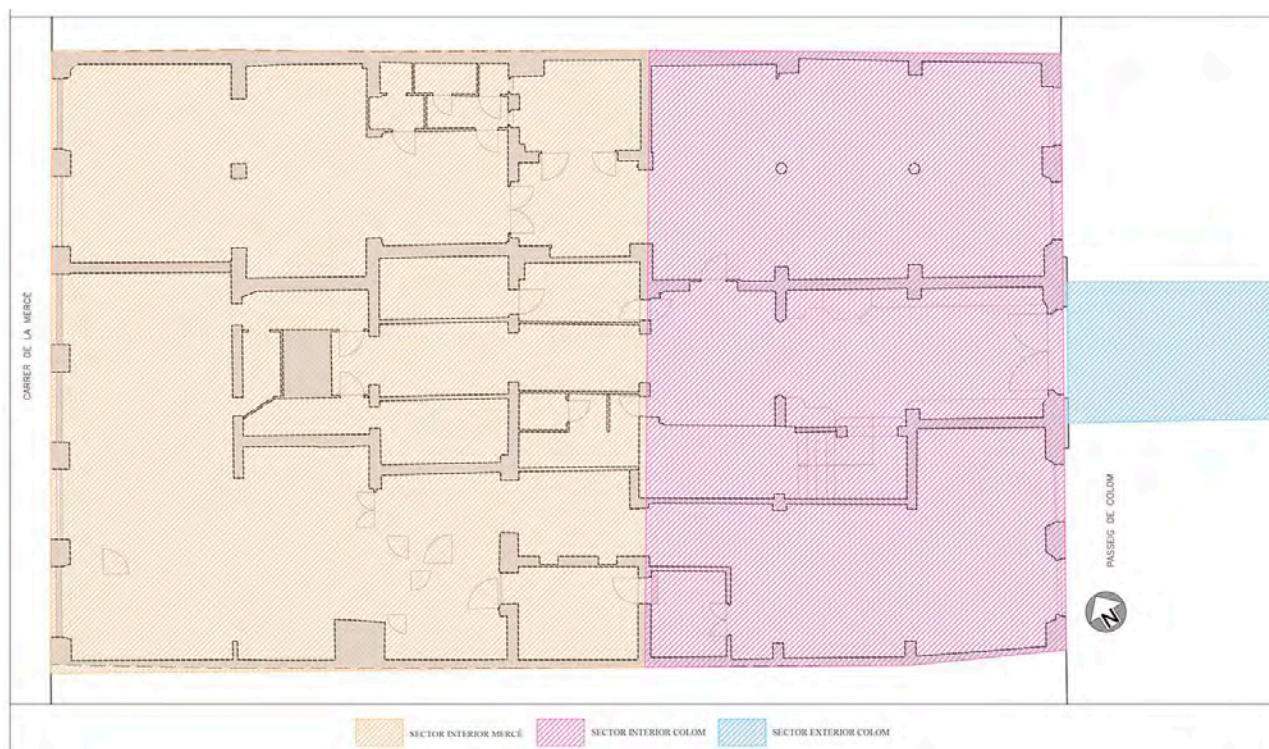 CARRER DE LA MERCÈ
PASSEIG DE COLOM
N
SECTOR INTERIOR MERCÈ
SECTOR INTERIOR COLOM
SECTOR EXTERIOR COLOM